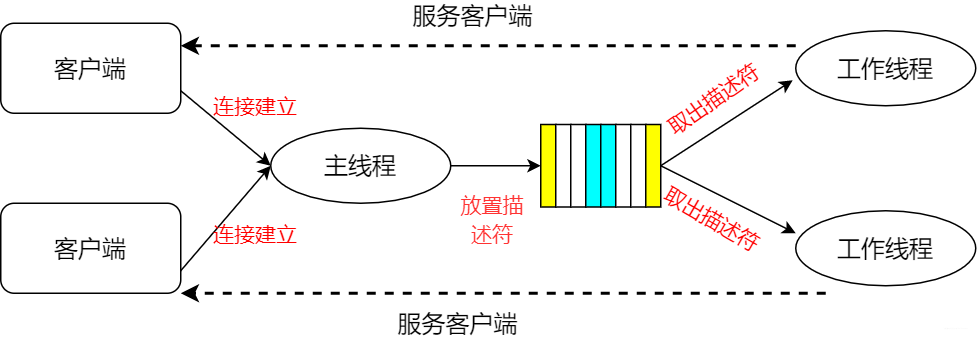 服务客户端
客户端
工作线程
连接建立
取出描述符
主线程
放置描
述符
取出描述符
连接建立
客户端
工作线程
服务客户端